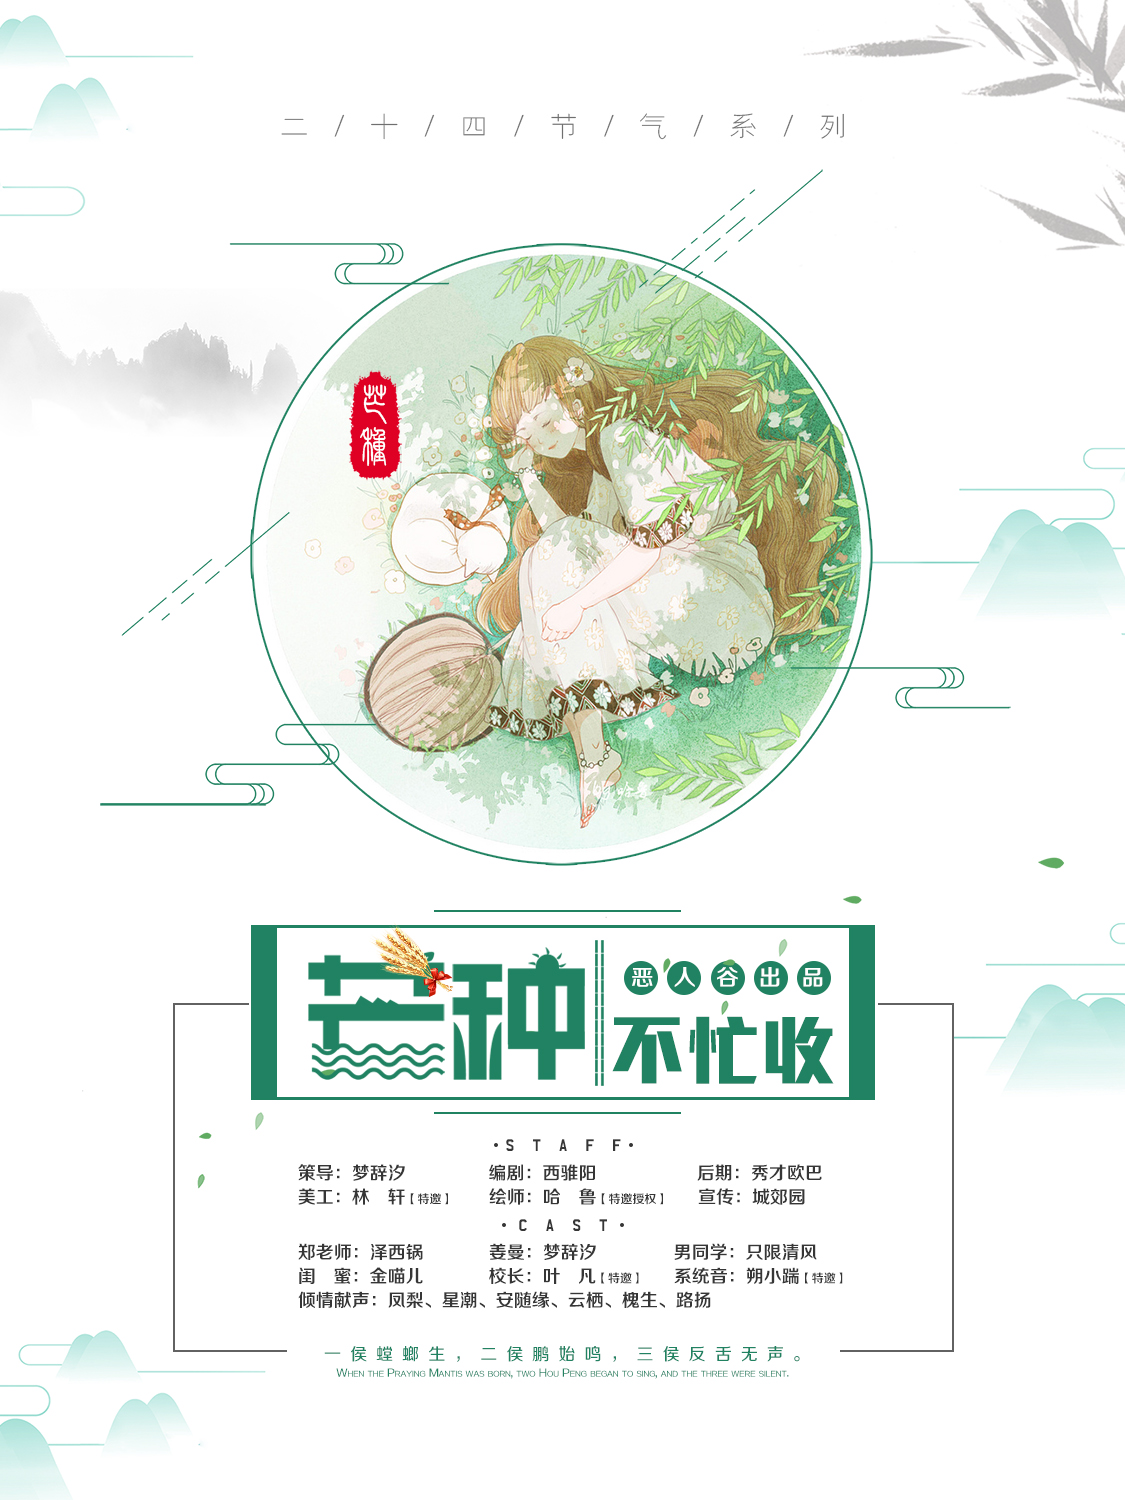 二/十/四/节/气/系/列
芒種
芒种
恶人谷出品
不忙收
·STAFF·
策导：梦辞汐 编剧：西骓阳 后期：秀才欧巴
美工：林 轩【特邀】 绘师：哈 鲁【特邀授权】 宣传：城郊园
·CAST·
郑老师：泽西锅 姜曼：梦辞汐 男同学：只限清风
闺 蜜：金喵儿 校长：叶 凡【特邀】 系统音：朔小踹【特邀】
倾情献声：凤梨、星潮、安随缘、云栖、槐生、路扬
一侯螳螂生，二侯鹏始鸣，三侯反舌无声。
When the Praying Mantis was born, two Hou Peng began to sing, and the three were silent.